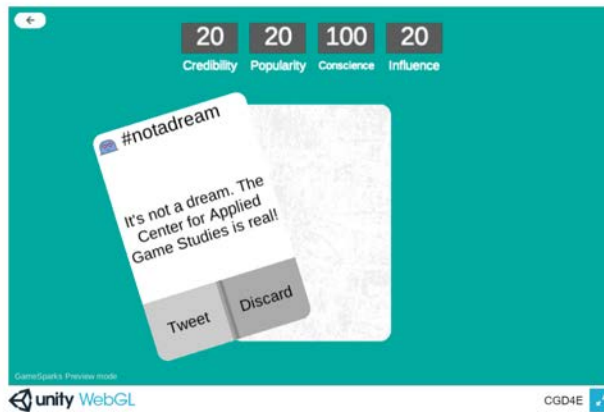 20 20 100 20
Credibility Popularity Conscience Influence
#notadream
It's not a dream. The
Center for Applied
Game Studies is real!
Tweet Discard
GameSparks Preview mode
unity WebGL
CGD4E